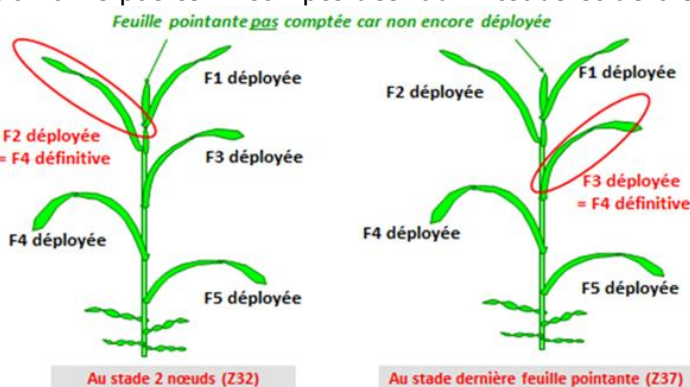 Feuille pointante pas comptée car non encore déployée
F1 déployée
F2 déployée
= F4 définitive
F3 déployée
F4 déployée
F5 déployée
Au stade 2 nœuds (Z32)
F1 déployée
F2 déployée
F3 déployée
= F4 définitive
F4 déployée
F5 déployée
Au stade dernière feuille pointante (Z37)